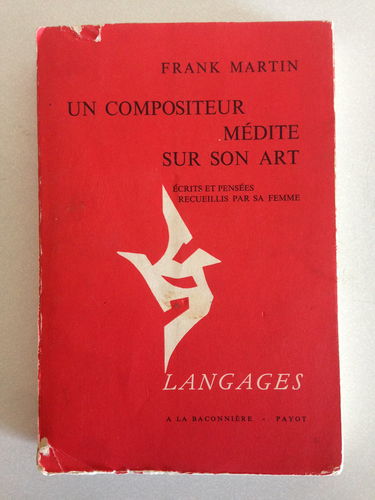 FRANK MARTIN
UN COMPOSITEUR
MÉDITE
SUR SON ART
ÉCRITS ET PENSÉES
RECUEILLIS PAR SA FEMME
LANGAGES
A LA BACONNIÈRE - PAYOT